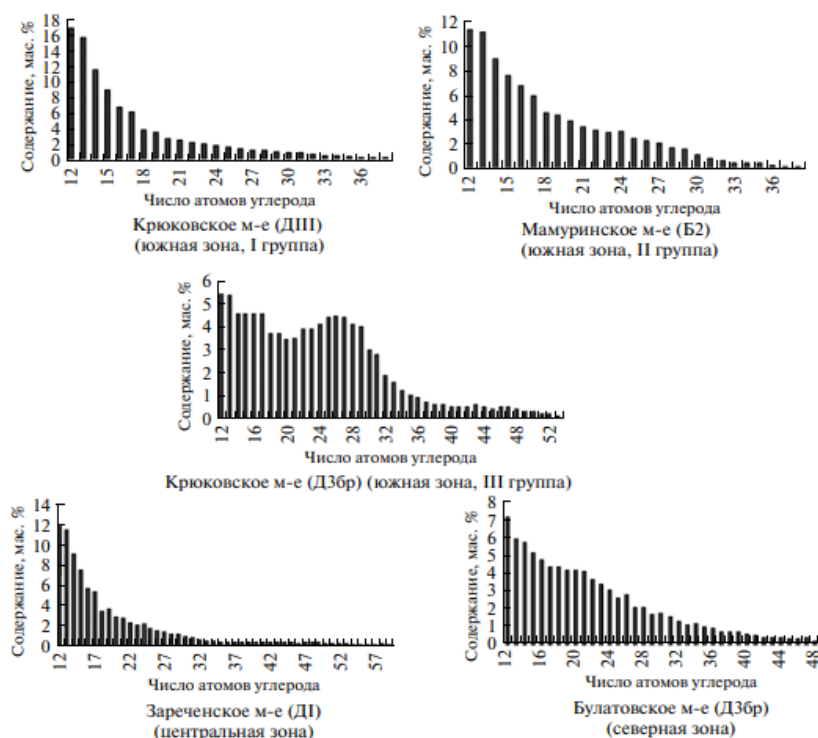 Содержание, мас. %
18
16
14
12
10
8
6
4
2
0
12 15 18 21 24 27 30 33 36
Число атомов углерода
Крюковское м-е (ДIII)
(южная зона, I группа)
Содержание, мас. %
12
10
8
6
4
2
0
12 15 18 21 24 27 30 33 36
Число атомов углерода
Мамуринское м-е (Б2)
(южная зона, II группа)
Содержание, мас. %
6
5
4
3
2
1
0
12 16 20 24 28 32 36 40 44 48 52
Число атомов углерода
Крюковское м-е (Д3бр) (южная зона, III группа)
Содержание, мас. %
14
12
10
8
6
4
2
0
12 17 22 27 32 37 42 47 52 57
Число атомов углерода
Зареченское м-е (ДI)
(центральная зона)
Содержание, мас. %
8
7
6
5
4
3
2
1
0
12 16 20 24 28 32 36 40 44 48
Число атомов углерода
Булатовское м-е (Д3бр)
(северная зона)